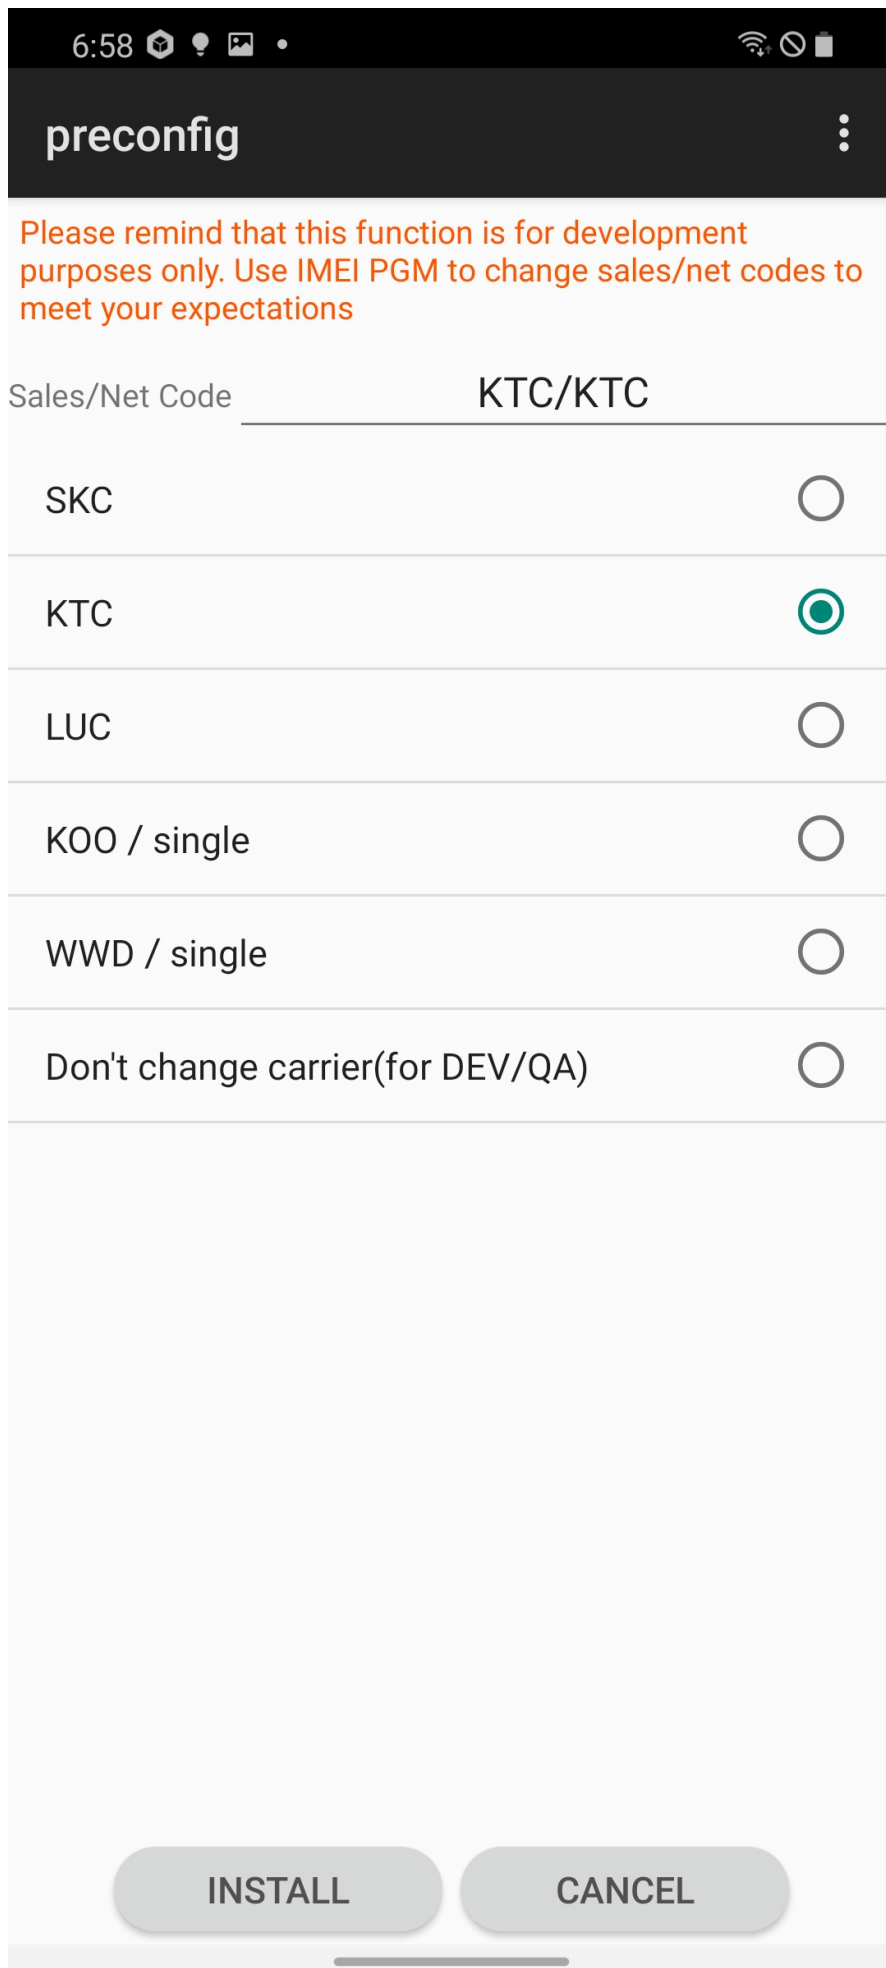 6:58
preconfig
Please remind that this function is for development
purposes only. Use IMEI PGM to change sales/net codes to
meet your expectations
Sales/Net Code KTC/KTC
SKC
KTC
LUC
KOO / single
WWD / single
Don't change carrier(for DEV/QA)
INSTALL CANCEL